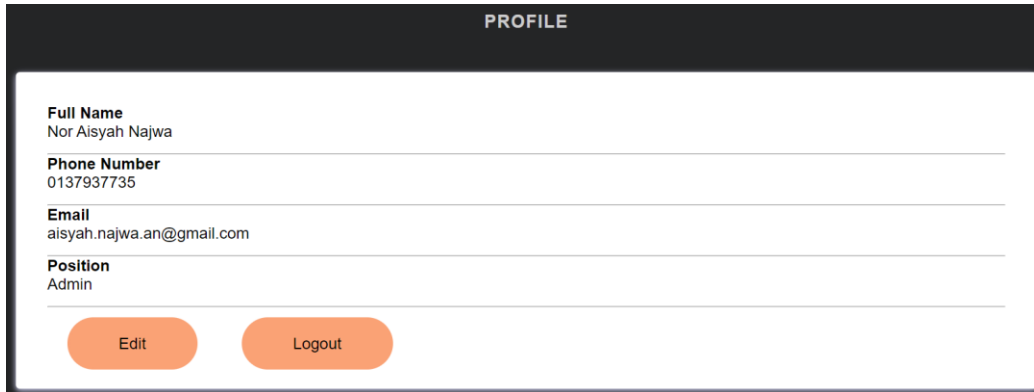 PROFILE
Full Name
Nor Aisyah Najwa
Phone Number
0137937735
Email
aisyah.najwa.an@gmail.com
Position
Admin
Edit Logout